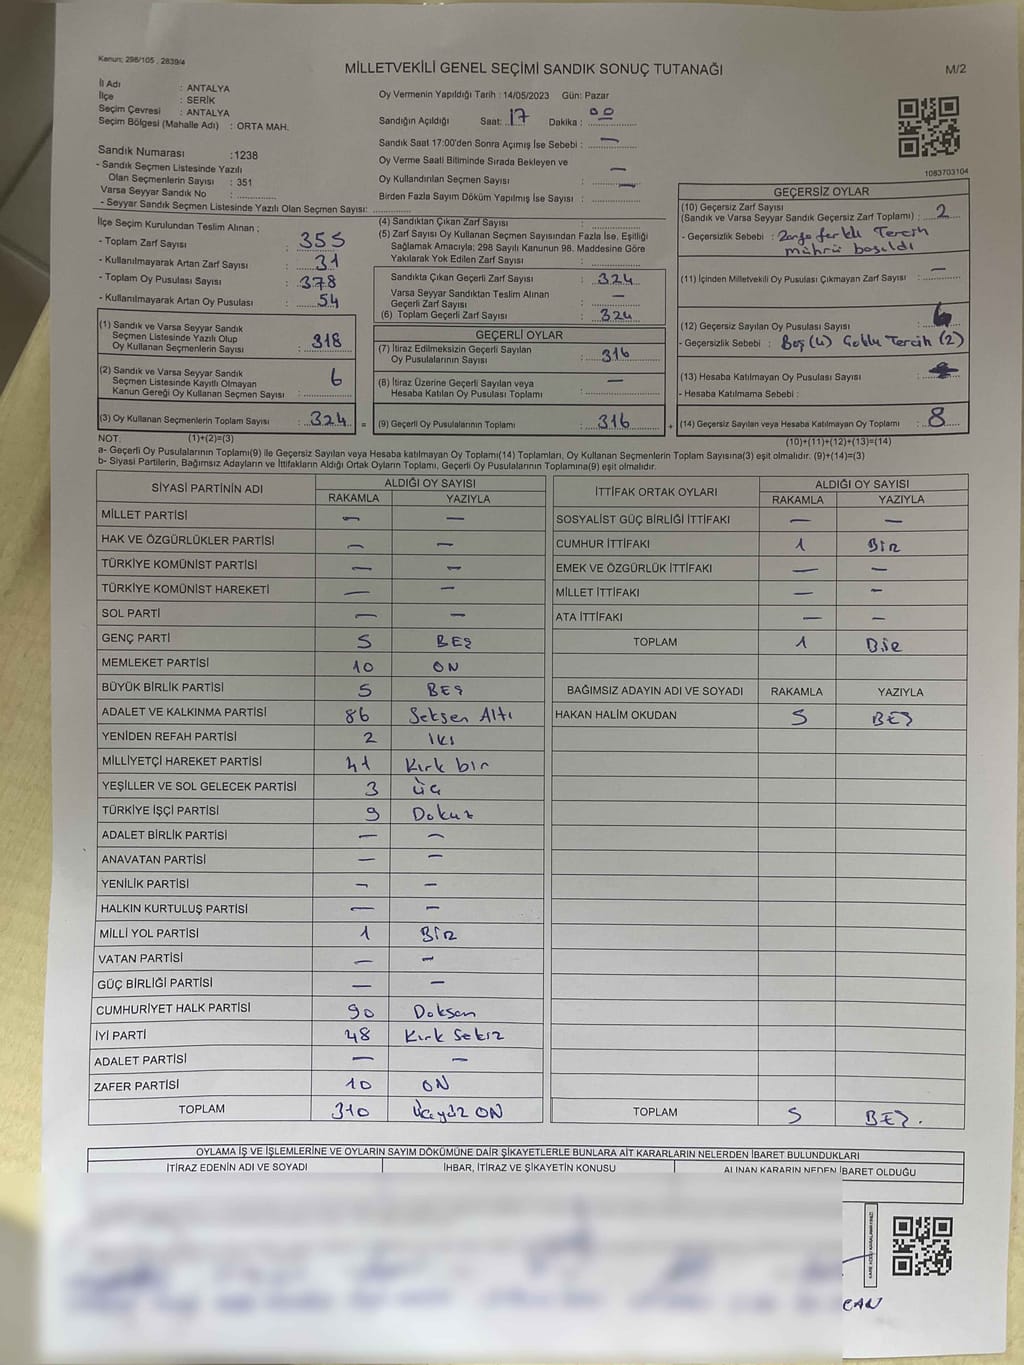 Kanun; 298/105 , 2839/4
MİLLETVEKİLİ GENEL SEÇİMİ SANDIK SONUÇ TUTANAĞI
M/2
İl Adı : ANTALYA
İlçe : SERİK
Seçim Çevresi : ANTALYA
Seçim Bölgesi (Mahalle Adı) : ORTA MAH.
Sandık Numarası :1238
- Sandık Seçmen Listesinde Yazılı
Olan Seçmenlerin Sayısı : 351
Varsa Seyyar Sandık No :
- Seyyar Sandık Seçmen Listesinde Yazılı Olan Seçmen Sayısı:
Oy Vermenin Yapıldığı Tarih : 14/05/2023 Gün: Pazar
Sandığın Açıldığı Saat: 17 Dakika : 00
Sandık Saat 17:00'den Sonra Açımış İse Sebebi : —
Oy Verme Saati Bitiminde Sırada Bekleyen ve
Oy Kullandırılan Seçmen Sayısı : —
Birden Fazla Sayım Döküm Yapılmış İse Sayısı : —
1083703104
İlçe Seçim Kurulundan Teslim Alınan ;
- Toplam Zarf Sayısı : 355
- Kullanılmayarak Artan Zarf Sayısı : 31
- Toplam Oy Pusulası Sayısı : 378
- Kullanılmayarak Artan Oy Pusulası : 54
(1) Sandık ve Varsa Seyyar Sandık
Seçmen Listesinde Yazılı Olup
Oy Kullanan Seçmenlerin Sayısı : 318
(2) Sandık ve Varsa Seyyar Sandık
Seçmen Listesinde Kayıtlı Olmayan
Kanun Gereği Oy Kullanan Seçmen Sayısı : 6
(3) Oy Kullanan Seçmenlerin Toplam Sayısı : 324 =
(4) Sandıktan Çıkan Zarf Sayısı :
(5) Zarf Sayısı Oy Kullanan Seçmen Sayısından Fazla İse, Eşitliği
Sağlamak Amacıyla; 298 Sayılı Kanunun 98. Maddesine Göre
Yakılarak Yok Edilen Zarf Sayısı :
Sandıkta Çıkan Geçerli Zarf Sayısı : 324
Varsa Seyyar Sandıktan Teslim Alınan
Geçerli Zarf Sayısı : —
(6) Toplam Geçerli Zarf Sayısı : 324
GEÇERLİ OYLAR
(7) İtiraz Edilmeksizin Geçerli Sayılan
Oy Pusulalarının Sayısı : 316
(8) İtiraz Üzerine Geçerli Sayılan veya
Hesaba Katılan Oy Pusulası Toplamı : —
(9) Geçerli Oy Pusulalarının Toplamı : 316 +
GEÇERSİZ OYLAR
(10) Geçersiz Zarf Sayısı
(Sandık ve Varsa Seyyar Sandık Geçersiz Zarf Toplamı) : 2
- Geçersizlik Sebebi : Zarfa farklı Tercih
mührü basıldı
(11) İçinden Milletvekili Oy Pusulası Çıkmayan Zarf Sayısı : —
(12) Geçersiz Sayılan Oy Pusulası Sayısı : 6
- Geçersizlik Sebebi : Boş (4) Çoklu Tercih (2)
(13) Hesaba Katılmayan Oy Pusulası Sayısı :
- Hesaba Katılmama Sebebi :
(14) Geçersiz Sayılan veya Hesaba Katılmayan Oy Toplamı : 8
NOT: (1)+(2)=(3)
(10)+(11)+(12)+(13)=(14)
a- Geçerli Oy Pusulalarının Toplamı(9) ile Geçersiz Sayılan veya Hesaba katılmayan Oy Toplamı(14) Toplamları, Oy Kullanan Seçmenlerin Toplam Sayısına(3) eşit olmalıdır. (9)+(14)=(3)
b- Siyasi Partilerin, Bağımsız Adayların ve İttifakların Aldığı Ortak Oyların Toplamı, Geçerli Oy Pusulalarının Toplamına(9) eşit olmalıdır.
SİYASİ PARTİNİN ADI ALDIĞI OY SAYISI
RAKAMLA YAZIYLA
MİLLET PARTİSİ — —
HAK VE ÖZGÜRLÜKLER PARTİSİ — —
TÜRKİYE KOMÜNİST PARTİSİ — —
TÜRKİYE KOMÜNİST HAREKETİ — —
SOL PARTİ — —
GENÇ PARTİ 5 BEŞ
MEMLEKET PARTİSİ 10 ON
BÜYÜK BİRLİK PARTİSİ 5 BEŞ
ADALET VE KALKINMA PARTİSİ 86 Seksen Altı
YENİDEN REFAH PARTİSİ 2 İKİ
MİLLİYETÇİ HAREKET PARTİSİ 41 Kırk bir
YEŞİLLER VE SOL GELECEK PARTİSİ 3 Üç
TÜRKİYE İŞÇİ PARTİSİ 9 Dokuz
ADALET BİRLİK PARTİSİ — —
ANAVATAN PARTİSİ — —
YENİLİK PARTİSİ — —
HALKIN KURTULUŞ PARTİSİ — —
MİLLİ YOL PARTİSİ 1 BİR
VATAN PARTİSİ — —
GÜÇ BİRLİĞİ PARTİSİ — —
CUMHURİYET HALK PARTİSİ 90 Doksan
İYİ PARTİ 48 Kırk Sekiz
ADALET PARTİSİ — —
ZAFER PARTİSİ 10 ON
TOPLAM 310 Üçyüz ON
İTTİFAK ORTAK OYLARI ALDIĞI OY SAYISI
RAKAMLA YAZIYLA
SOSYALİST GÜÇ BİRLİĞİ İTTİFAKI — —
CUMHUR İTTİFAKI 1 BİR
EMEK VE ÖZGÜRLÜK İTTİFAKI — —
MİLLET İTTİFAKI — —
ATA İTTİFAKI — —
TOPLAM 1 Bir
BAĞIMSIZ ADAYIN ADI VE SOYADI RAKAMLA YAZIYLA
HAKAN HALİM OKUDAN 5 BEŞ
TOPLAM 5 BEŞ.
OYLAMA İŞ VE İŞLEMLERİNE VE OYLARIN SAYIM DÖKÜMÜNE DAİR ŞİKAYETLERLE BUNLARA AİT KARARLARIN NELERDEN İBARET BULUNDUKLARI
İTİRAZ EDENİN ADI VE SOYADI İHBAR, İTİRAZ VE ŞİKAYETİN KONUSU ALINAN KARARIN NEDEN İBARET OLDUĞU
CAN